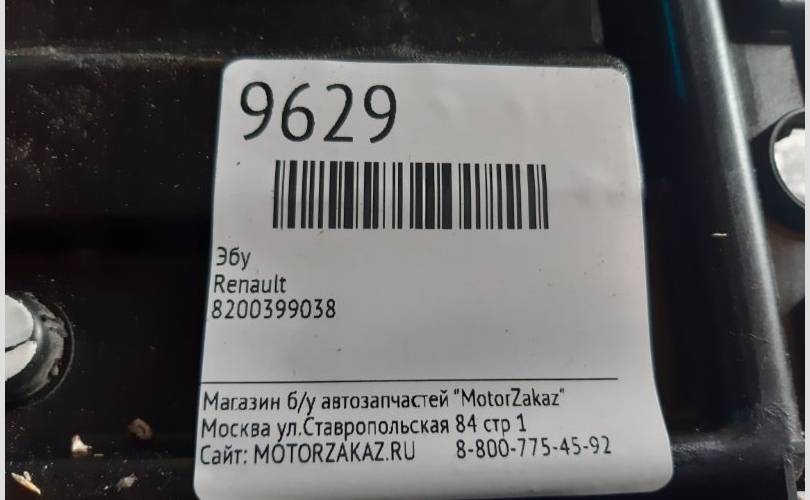 9629
Эбу
Renault
8200399038
Магазин б/у автозапчастей "MotorZakaz"
Москва ул.Ставропольская 84 стр 1
Сайт: MOTORZAKAZ.RU 8-800-775-45-92